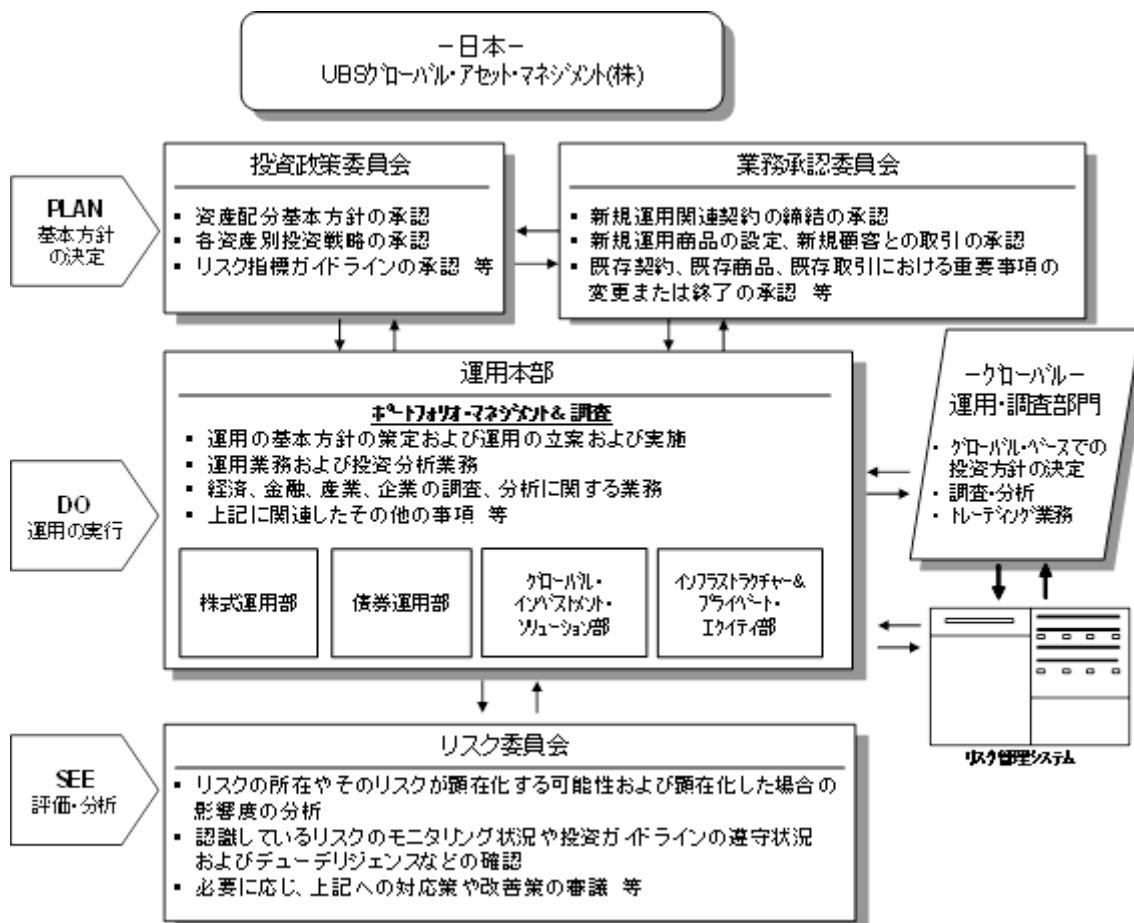 －日本－
UBSｸﾞﾛｰﾊﾞﾙ・ｱｾｯﾄ・ﾏﾈｼﾞﾒﾝﾄ(株)
PLAN
基本方針
の決定
投資政策委員会
▪ 資産配分基本方針の承認
▪ 各資産別投資戦略の承認
▪ リスク指標ガイドラインの承認 等
業務承認委員会
▪ 新規運用関連契約の締結の承認
▪ 新規運用商品の設定、新規顧客との取引の承認
▪ 既存契約、既存商品、既存取引における重要事項の
変更または終了の承認 等
DO
運用の実行
運用本部
ﾎﾟｰﾄﾌｫﾘｵ・ﾏﾈｼﾞﾒﾝﾄ& 調査
▪ 運用の基本方針の策定および運用の立案および実施
▪ 運用業務および投資分析業務
▪ 経済、金融、産業、企業の調査、分析に関する業務
▪ 上記に関連したその他の事項 等
株式運用部
債券運用部
ｸﾞﾛｰﾊﾞﾙ・
ｲﾝﾍﾞｽﾄﾒﾝﾄ・
ｿﾘｭｰｼｮﾝ部
ｲﾝﾌﾗｽﾄﾗｸﾁｬｰ&
ﾌﾟﾗｲﾍﾞｰﾄ・
ｴｸｲﾃｨ部
－ｸﾞﾛｰﾊﾞﾙ－
運用・調査部門
▪ ｸﾞﾛｰﾊﾞﾙ・ﾍﾞｰｽでの
投資方針の決定
▪ 調査・分析
▪ ﾄﾚｰﾃﾞｨﾝｸﾞ業務
ﾘｽｸ管理ｼｽﾃﾑ
SEE
評価・分析
リスク委員会
▪ リスクの所在やそのリスクが顕在化する可能性および顕在化した場合の
影響度の分析
▪ 認識しているリスクのモニタリング状況や投資ガイドラインの遵守状況
およびデューデリジェンスなどの確認
▪ 必要に応じ、上記への対応策や改善策の審議 等